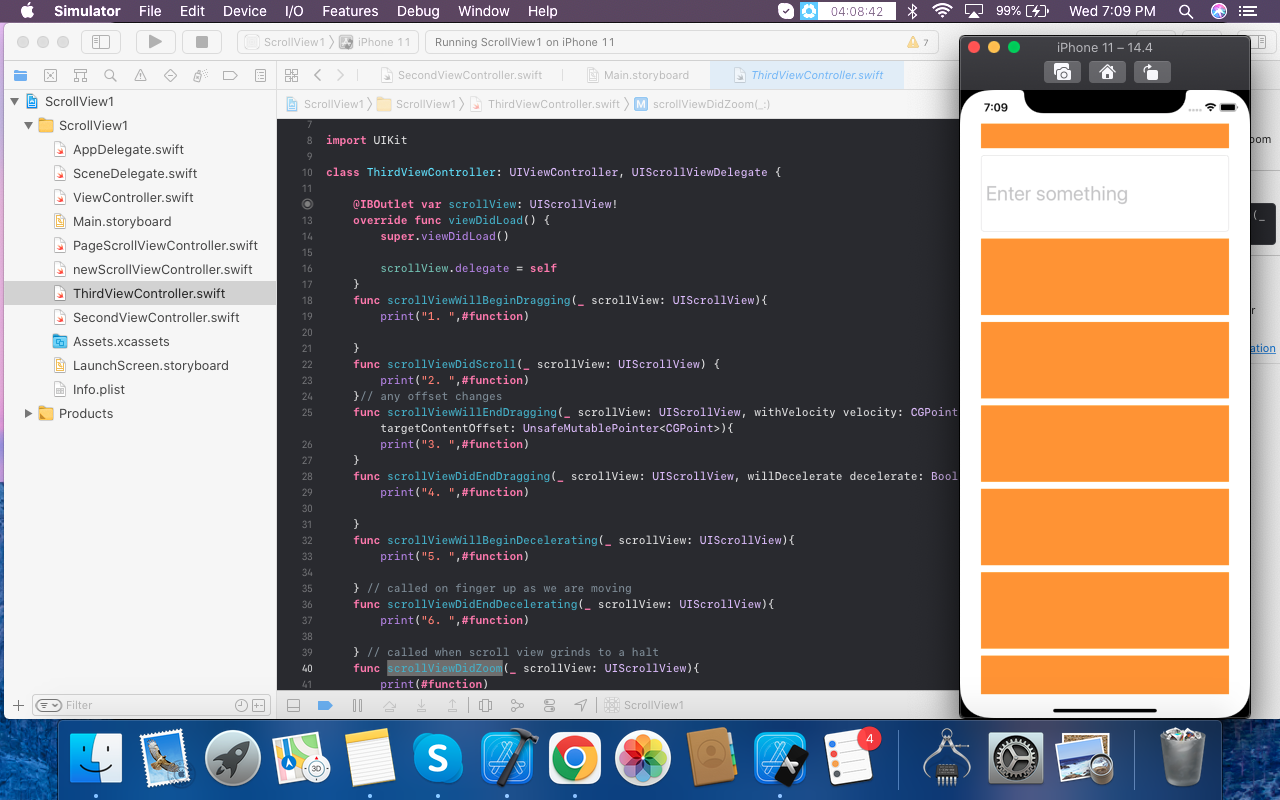 Simulator File Edit Device I/O Features Debug Window Help 04:08:42 99% Wed 7:09 PM
ScrollView1 iPhone 11 Running ScrollView1 on iPhone 11 7
iPhone 11 – 14.4
SecondViewController.swift Main.storyboard ThirdViewController.swift
ScrollView1 ScrollView1 ThirdViewController.swift M scrollViewDidZoom(_:)
ScrollView1
ScrollView1
AppDelegate.swift
SceneDelegate.swift
ViewController.swift
Main.storyboard
PageScrollViewController.swift
newScrollViewController.swift
ThirdViewController.swift
SecondViewController.swift
Assets.xcassets
LaunchScreen.storyboard
Info.plist
Products
Filter
7
8 import UIKit
9
10 class ThirdViewController: UIViewController, UIScrollViewDelegate {
11
@IBOutlet var scrollView: UIScrollView!
13 override func viewDidLoad() {
14 super.viewDidLoad()
15
16 scrollView.delegate = self
17 }
18 func scrollViewWillBeginDragging(_ scrollView: UIScrollView){
19 print("1. ",#function)
20
21 }
22 func scrollViewDidScroll(_ scrollView: UIScrollView) {
23 print("2. ",#function)
24 }// any offset changes
25 func scrollViewWillEndDragging(_ scrollView: UIScrollView, withVelocity velocity: CGPoint
targetContentOffset: UnsafeMutablePointer<CGPoint>){
26 print("3. ",#function)
27 }
28 func scrollViewDidEndDragging(_ scrollView: UIScrollView, willDecelerate decelerate: Bool
29 print("4. ",#function)
30
31 }
32 func scrollViewWillBeginDecelerating(_ scrollView: UIScrollView){
33 print("5. ",#function)
34
35 } // called on finger up as we are moving
36 func scrollViewDidEndDecelerating(_ scrollView: UIScrollView){
37 print("6. ",#function)
38
39 } // called when scroll view grinds to a halt
40 func scrollViewDidZoom(_ scrollView: UIScrollView){
41 print(#function)
ScrollView1
7:09
Enter something
oom
(_
r
ation
3D
4